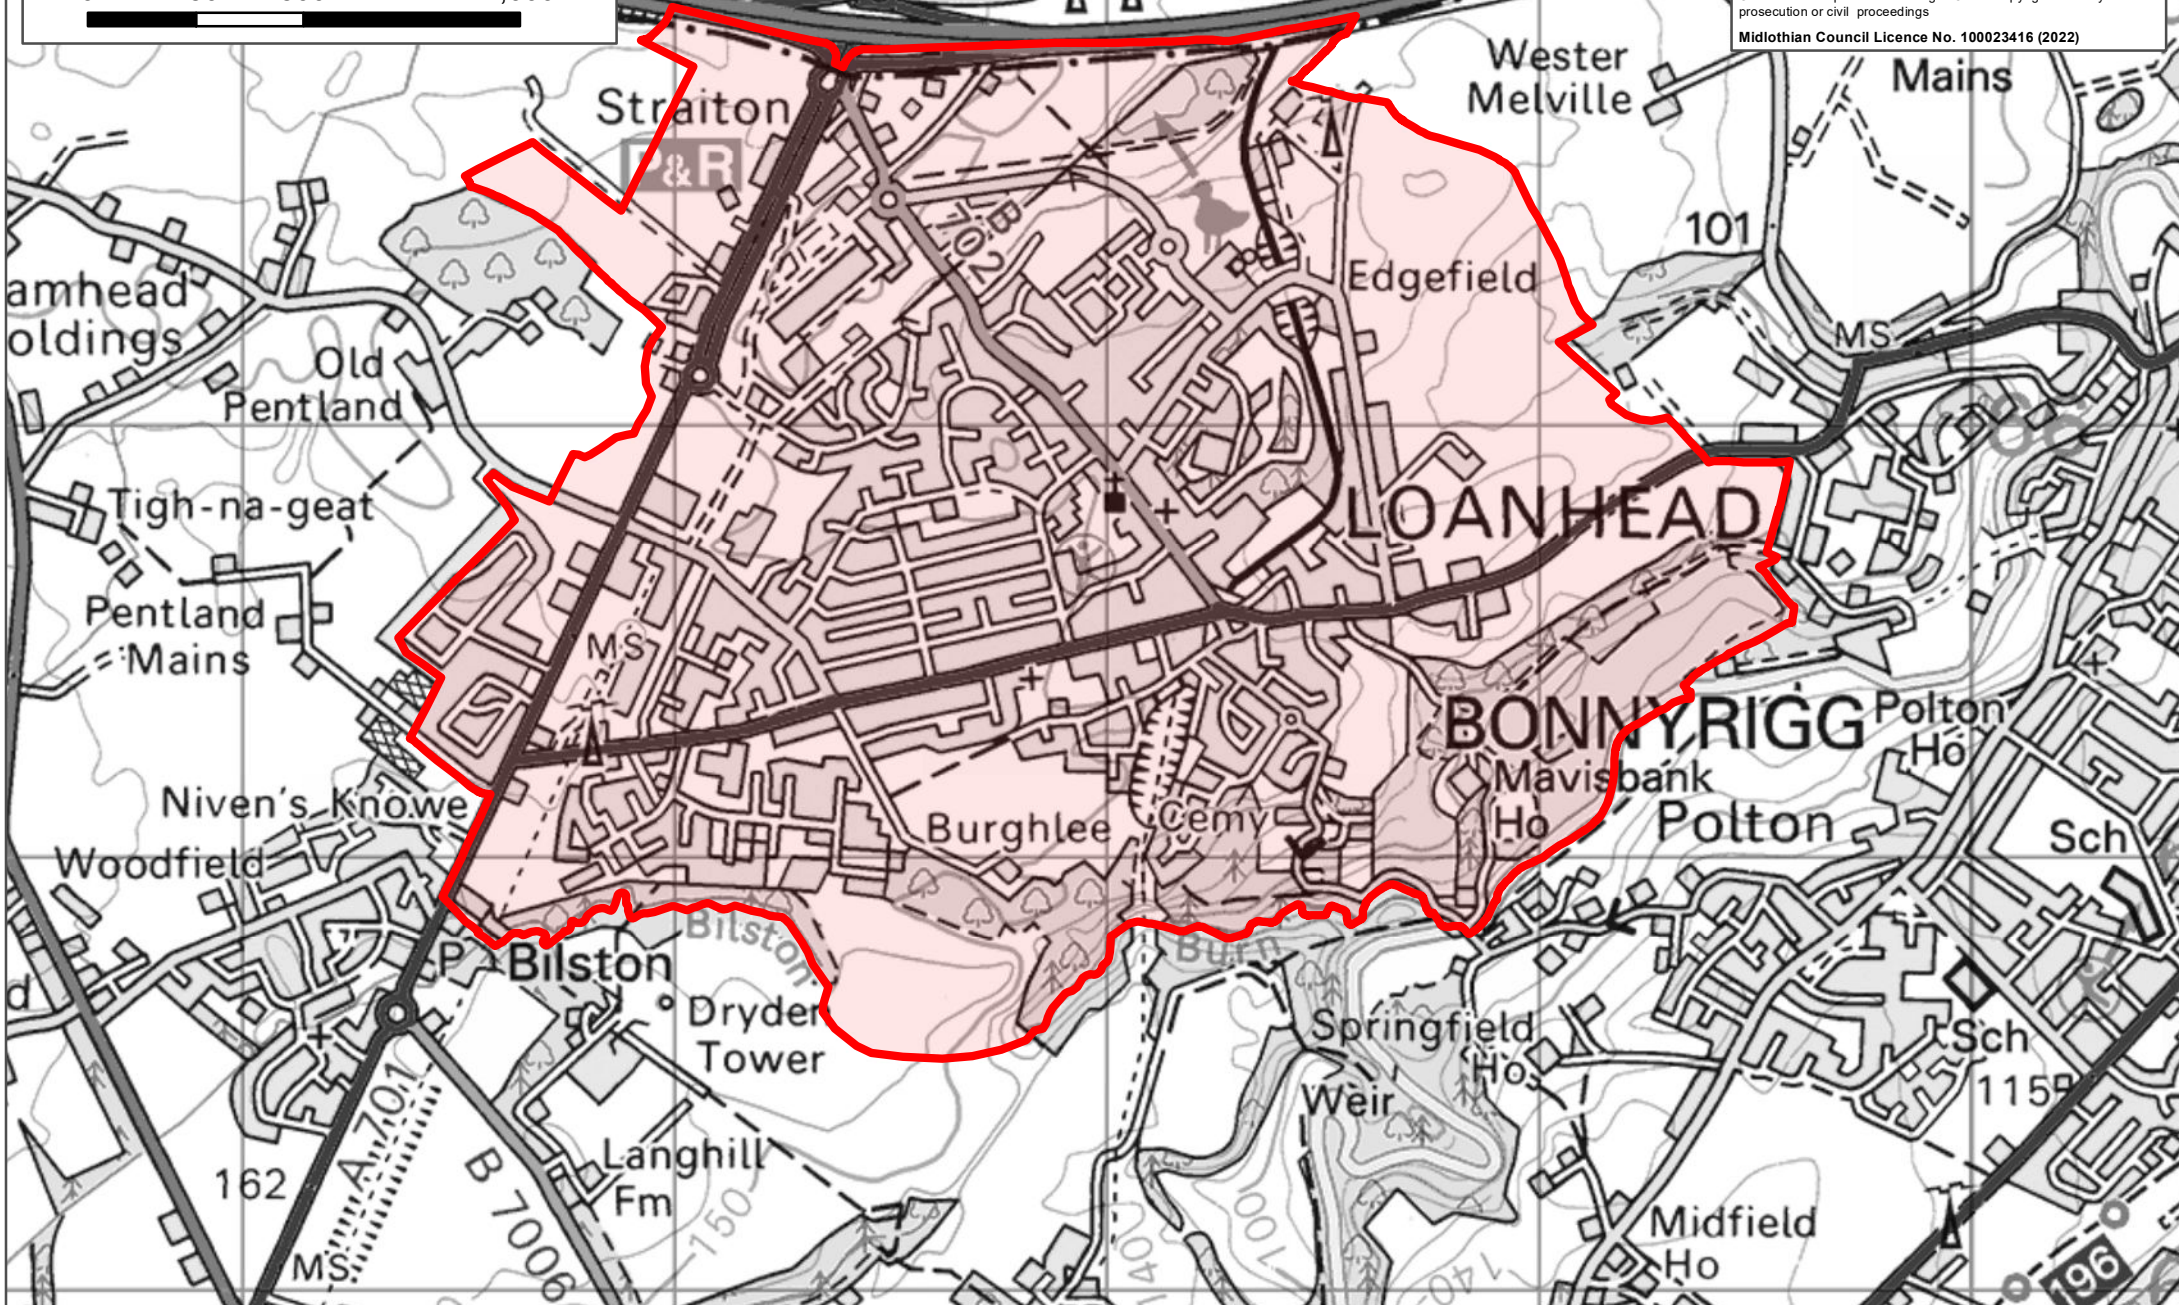 prosecution or civil proceedings
Midlothian Council Licence No. 100023416 (2022)
Wester
Melville
Mains
Straiton
P&R
B 702
101
Edgefield
MS
oldings
Old
Pentland
Tigh-na-geat
LOANHEAD
Pentland
Mains
MS
BONNYRIGG
Polton
Ho
Mavisbank
Ho
Niven's Knowe
Burghlee
Cemy
Polton
Sch
Woodfield
Bilston
Burn
P
Bilston
Dryden
Tower
Springfield
Ho
Sch
Weir
115
A 701
Langhill
Fm
162
B 7006
150
100
140
Midfield
Ho
MS
196